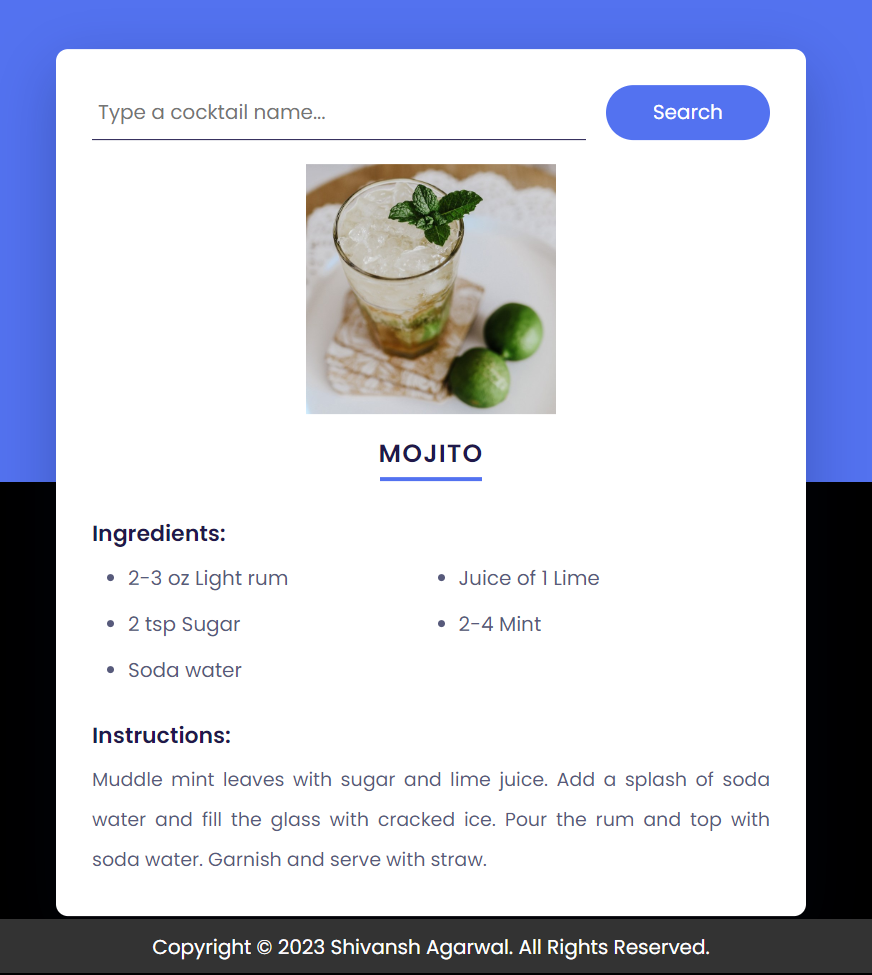 Type a cocktail name...
Search
MOJITO
Ingredients:
2-3 oz Light rum
Juice of 1 Lime
2 tsp Sugar
2-4 Mint
Soda water
Instructions:
Muddle mint leaves with sugar and lime juice. Add a splash of soda
water and fill the glass with cracked ice. Pour the rum and top with
soda water. Garnish and serve with straw.
Copyright © 2023 Shivansh Agarwal. All Rights Reserved.